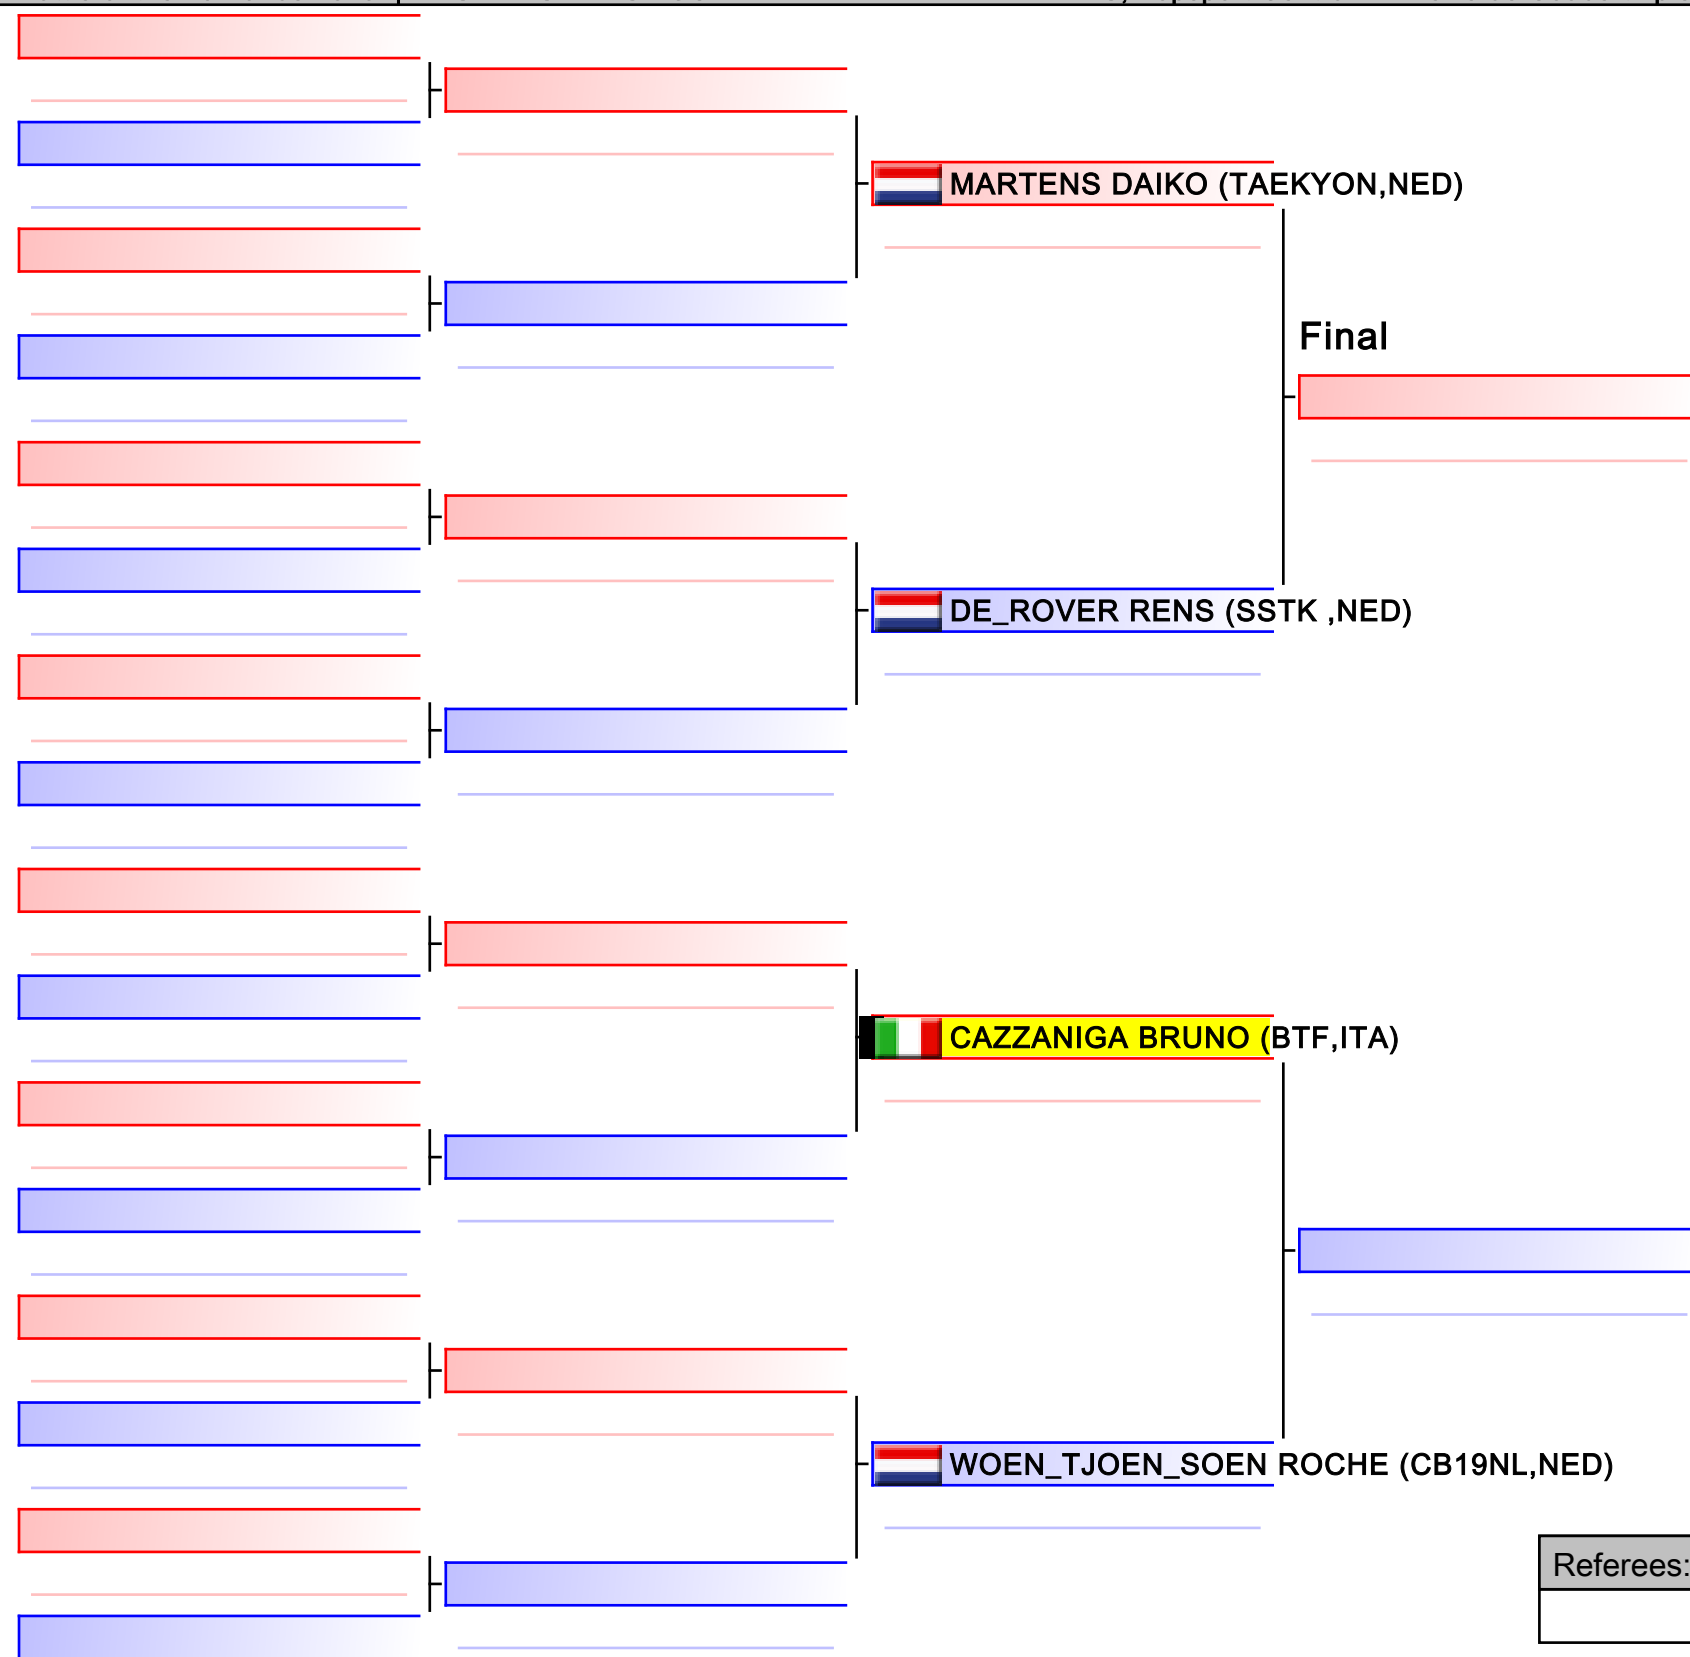 MARTENS DAIKO (TAEKYON,NED)
Final
DE_ROVER RENS (SSTK ,NED)
CAZZANIGA BRUNO (BTF,ITA)
WOEN_TJOEN_SOEN ROCHE (CB19NL,NED)
Referees: